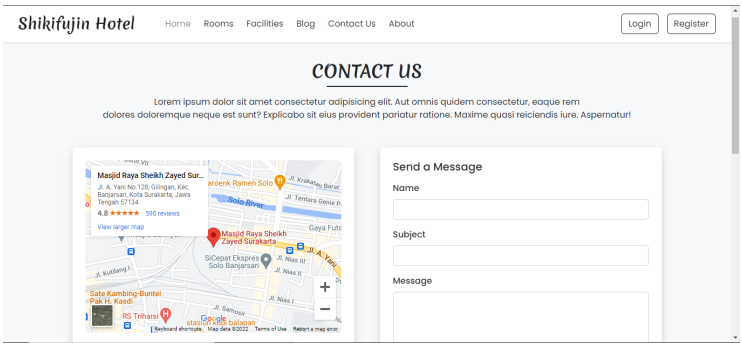 Shikifujin Hotel
Home Rooms Facilities Blog Contact Us About
Login Register
CONTACT US
Lorem ipsum dolor sit amet consectetur adipisicing elit. Aut omnis quidem consectetur, eaque rem
dolores doloremque neque est sunt? Explicabo sit eius provident pariatur ratione. Maxime quasi reiciendis iure. Aspernatur!
Masjid Raya Sheikh Zayed Sur...
Jl. A. Yani No.128, Gilingan, Kec.
Banjarsari, Kota Surakarta, Jawa
Tengah 57134
4.8 ★★★★★ 590 reviews
View larger map
aroenk Ramen Solo
Jl. Krakatau Barat
Jl. Tentara Genie P
Solo River
Gaya Futs
Masjid Raya Sheikh
Zayed Surakarta
Jl. A. Yani
SiCepat Ekspres
Solo Banjarsari
Jl. Nias III
Jl. Nias II
Jl. Kutilang I
Sate Kambing-Buntel
Pak H. Kasdi
Jl. Nias I
Jl. Samosir
RS Triharsi
Google
stasiun kopi balapan
Keyboard shortcuts Map data ©2022 Terms of Use Report a map error
Send a Message
Name
Subject
Message